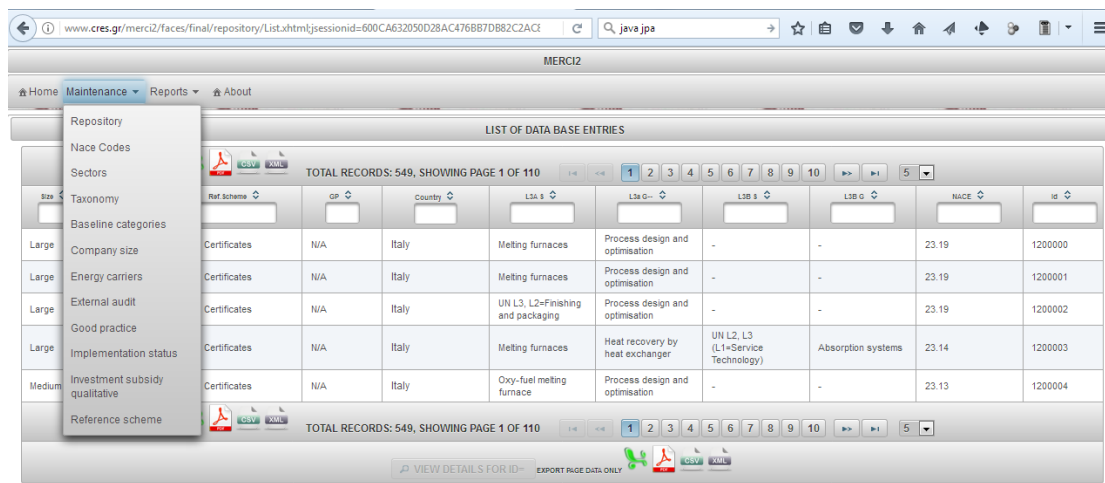 www.cres.gr/merci2/faces/final/repository/List.xhtml;jsessionid=600CA632050D28AC476BB7DB82C2AC
java jpa
MERCI2
Home Maintenance Reports About
Repository
Nace Codes
Sectors
Taxonomy
Baseline categories
Company size
Energy carriers
External audit
Good practice
Implementation status
Investment subsidy
qualitative
Reference scheme
LIST OF DATA BASE ENTRIES
PDF CSV XML TOTAL RECORDS: 549, SHOWING PAGE 1 OF 110 1 2 3 4 5 6 7 8 9 10 5
Size Ref.Scheme GP Country L3A $ L3a G-- L3B $ L3B G NACE id
Large Certificates N/A Italy Melting furnaces Process design and
optimisation - - 23.19 1200000
Large Certificates N/A Italy Melting furnaces Process design and
optimisation - - 23.19 1200001
Large Certificates N/A Italy UN L3, L2=Finishing
and packaging Process design and
optimisation - - 23.19 1200002
Large Certificates N/A Italy Melting furnaces Heat recovery by
heat exchanger UN L2, L3
(L1=Service
Technology) Absorption systems 23.14 1200003
Medium Certificates N/A Italy Oxy-fuel melting
furnace Process design and
optimisation - - 23.13 1200004
PDF CSV XML TOTAL RECORDS: 549, SHOWING PAGE 1 OF 110 1 2 3 4 5 6 7 8 9 10 5
VIEW DETAILS FOR ID= EXPORT PAGE DATA ONLY PDF CSV XML